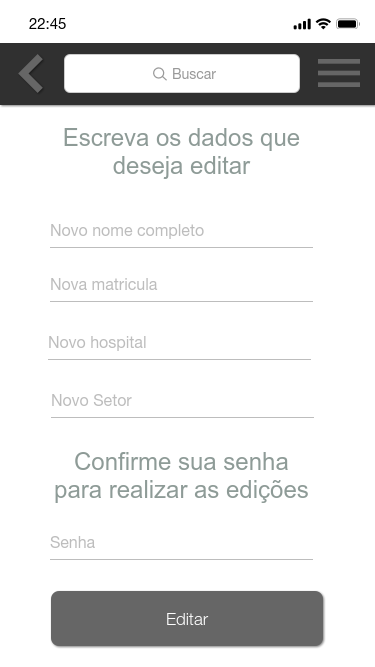 22:45
Buscar
Escreva os dados que
deseja editar
Novo nome completo
Nova matricula
Novo hospital
Novo Setor
Confirme sua senha
para realizar as edições
Senha
Editar